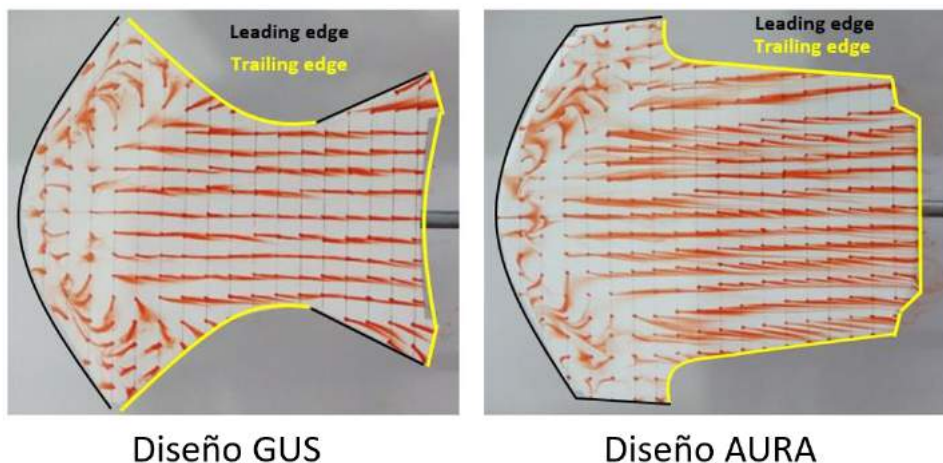 Leading edge
Trailing edge
Leading edge
Trailing edge
Diseño GUS
Diseño AURA